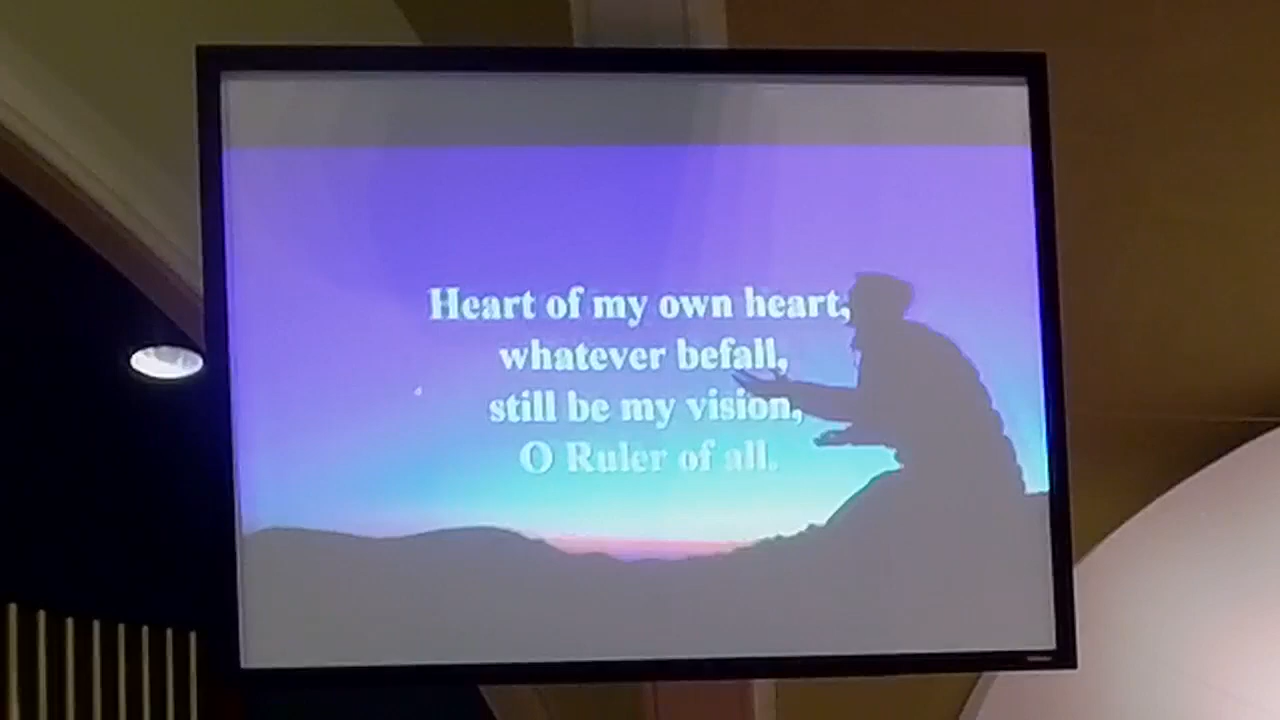 Heart of my own heart,
whatever befall,
still be my vision,
O Ruler of all.